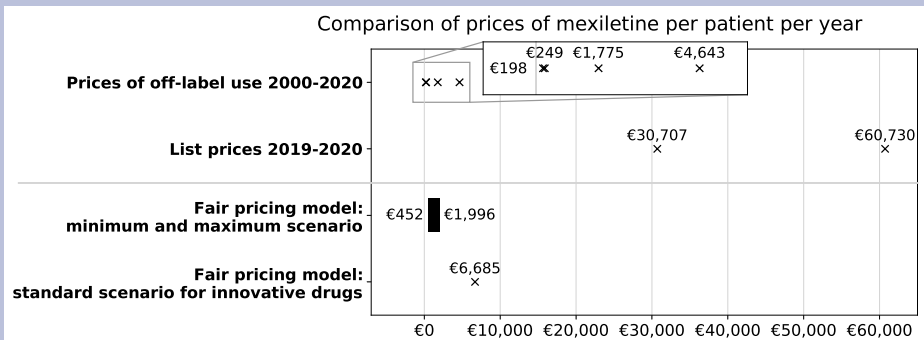 Comparison of prices of mexiletine per patient per year
€249 €1,775 €4,643
€198
Prices of off-label use 2000-2020
€30,707 €60,730
List prices 2019-2020
Fair pricing model:
minimum and maximum scenario
€452 €1,996
€6,685
Fair pricing model:
standard scenario for innovative drugs
€0 €10,000 €20,000 €30,000 €40,000 €50,000 €60,000